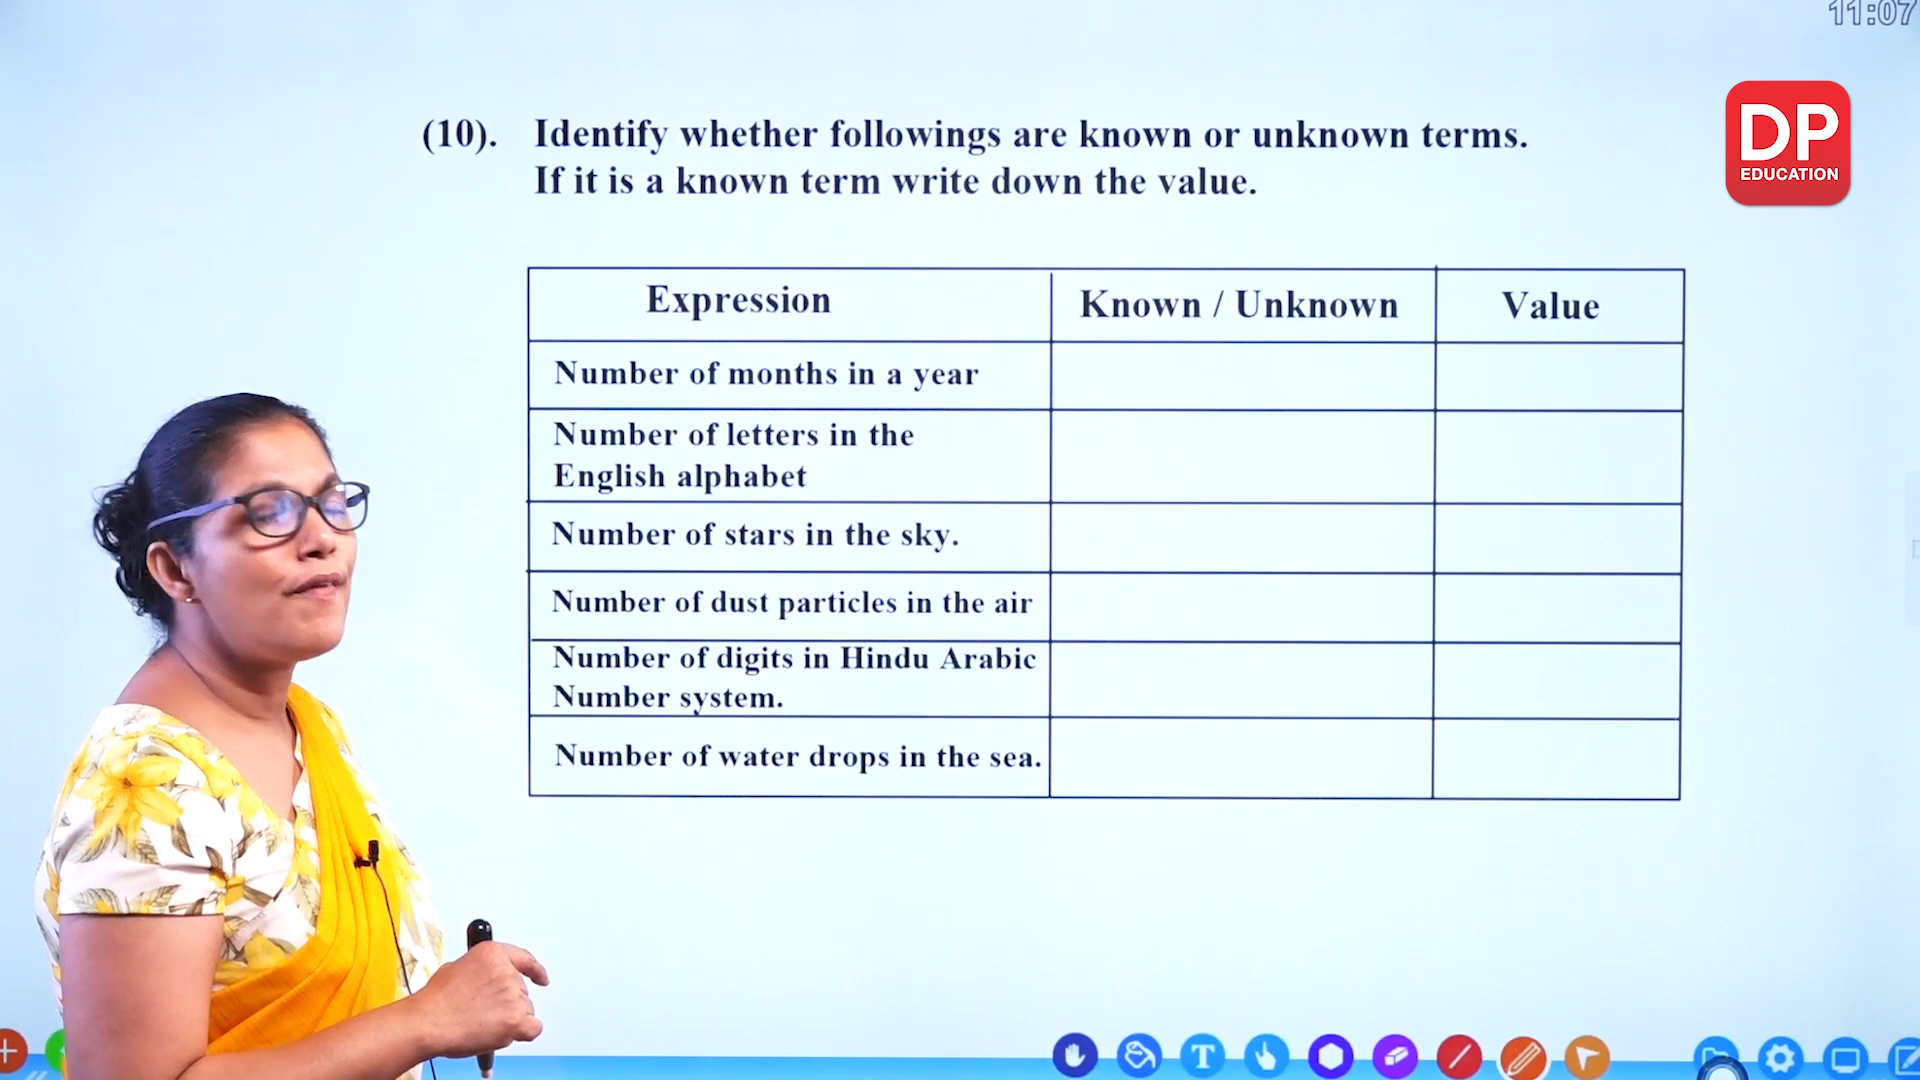 11:07
DP
EDUCATION
(10). Identify whether followings are known or unknown terms.
If it is a known term write down the value.
Expression Known / Unknown Value
Number of months in a year
Number of letters in the
English alphabet
Number of stars in the sky.
Number of dust particles in the air
Number of digits in Hindu Arabic
Number system.
Number of water drops in the sea.
T